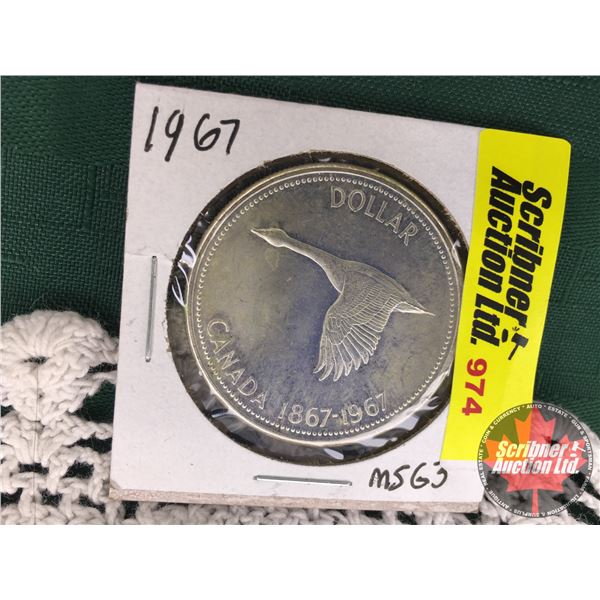 1967
DOLLAR
CANADA 1867-1967
MS63
Scribner
Auction Ltd.
974
Scribner
Auction Ltd.